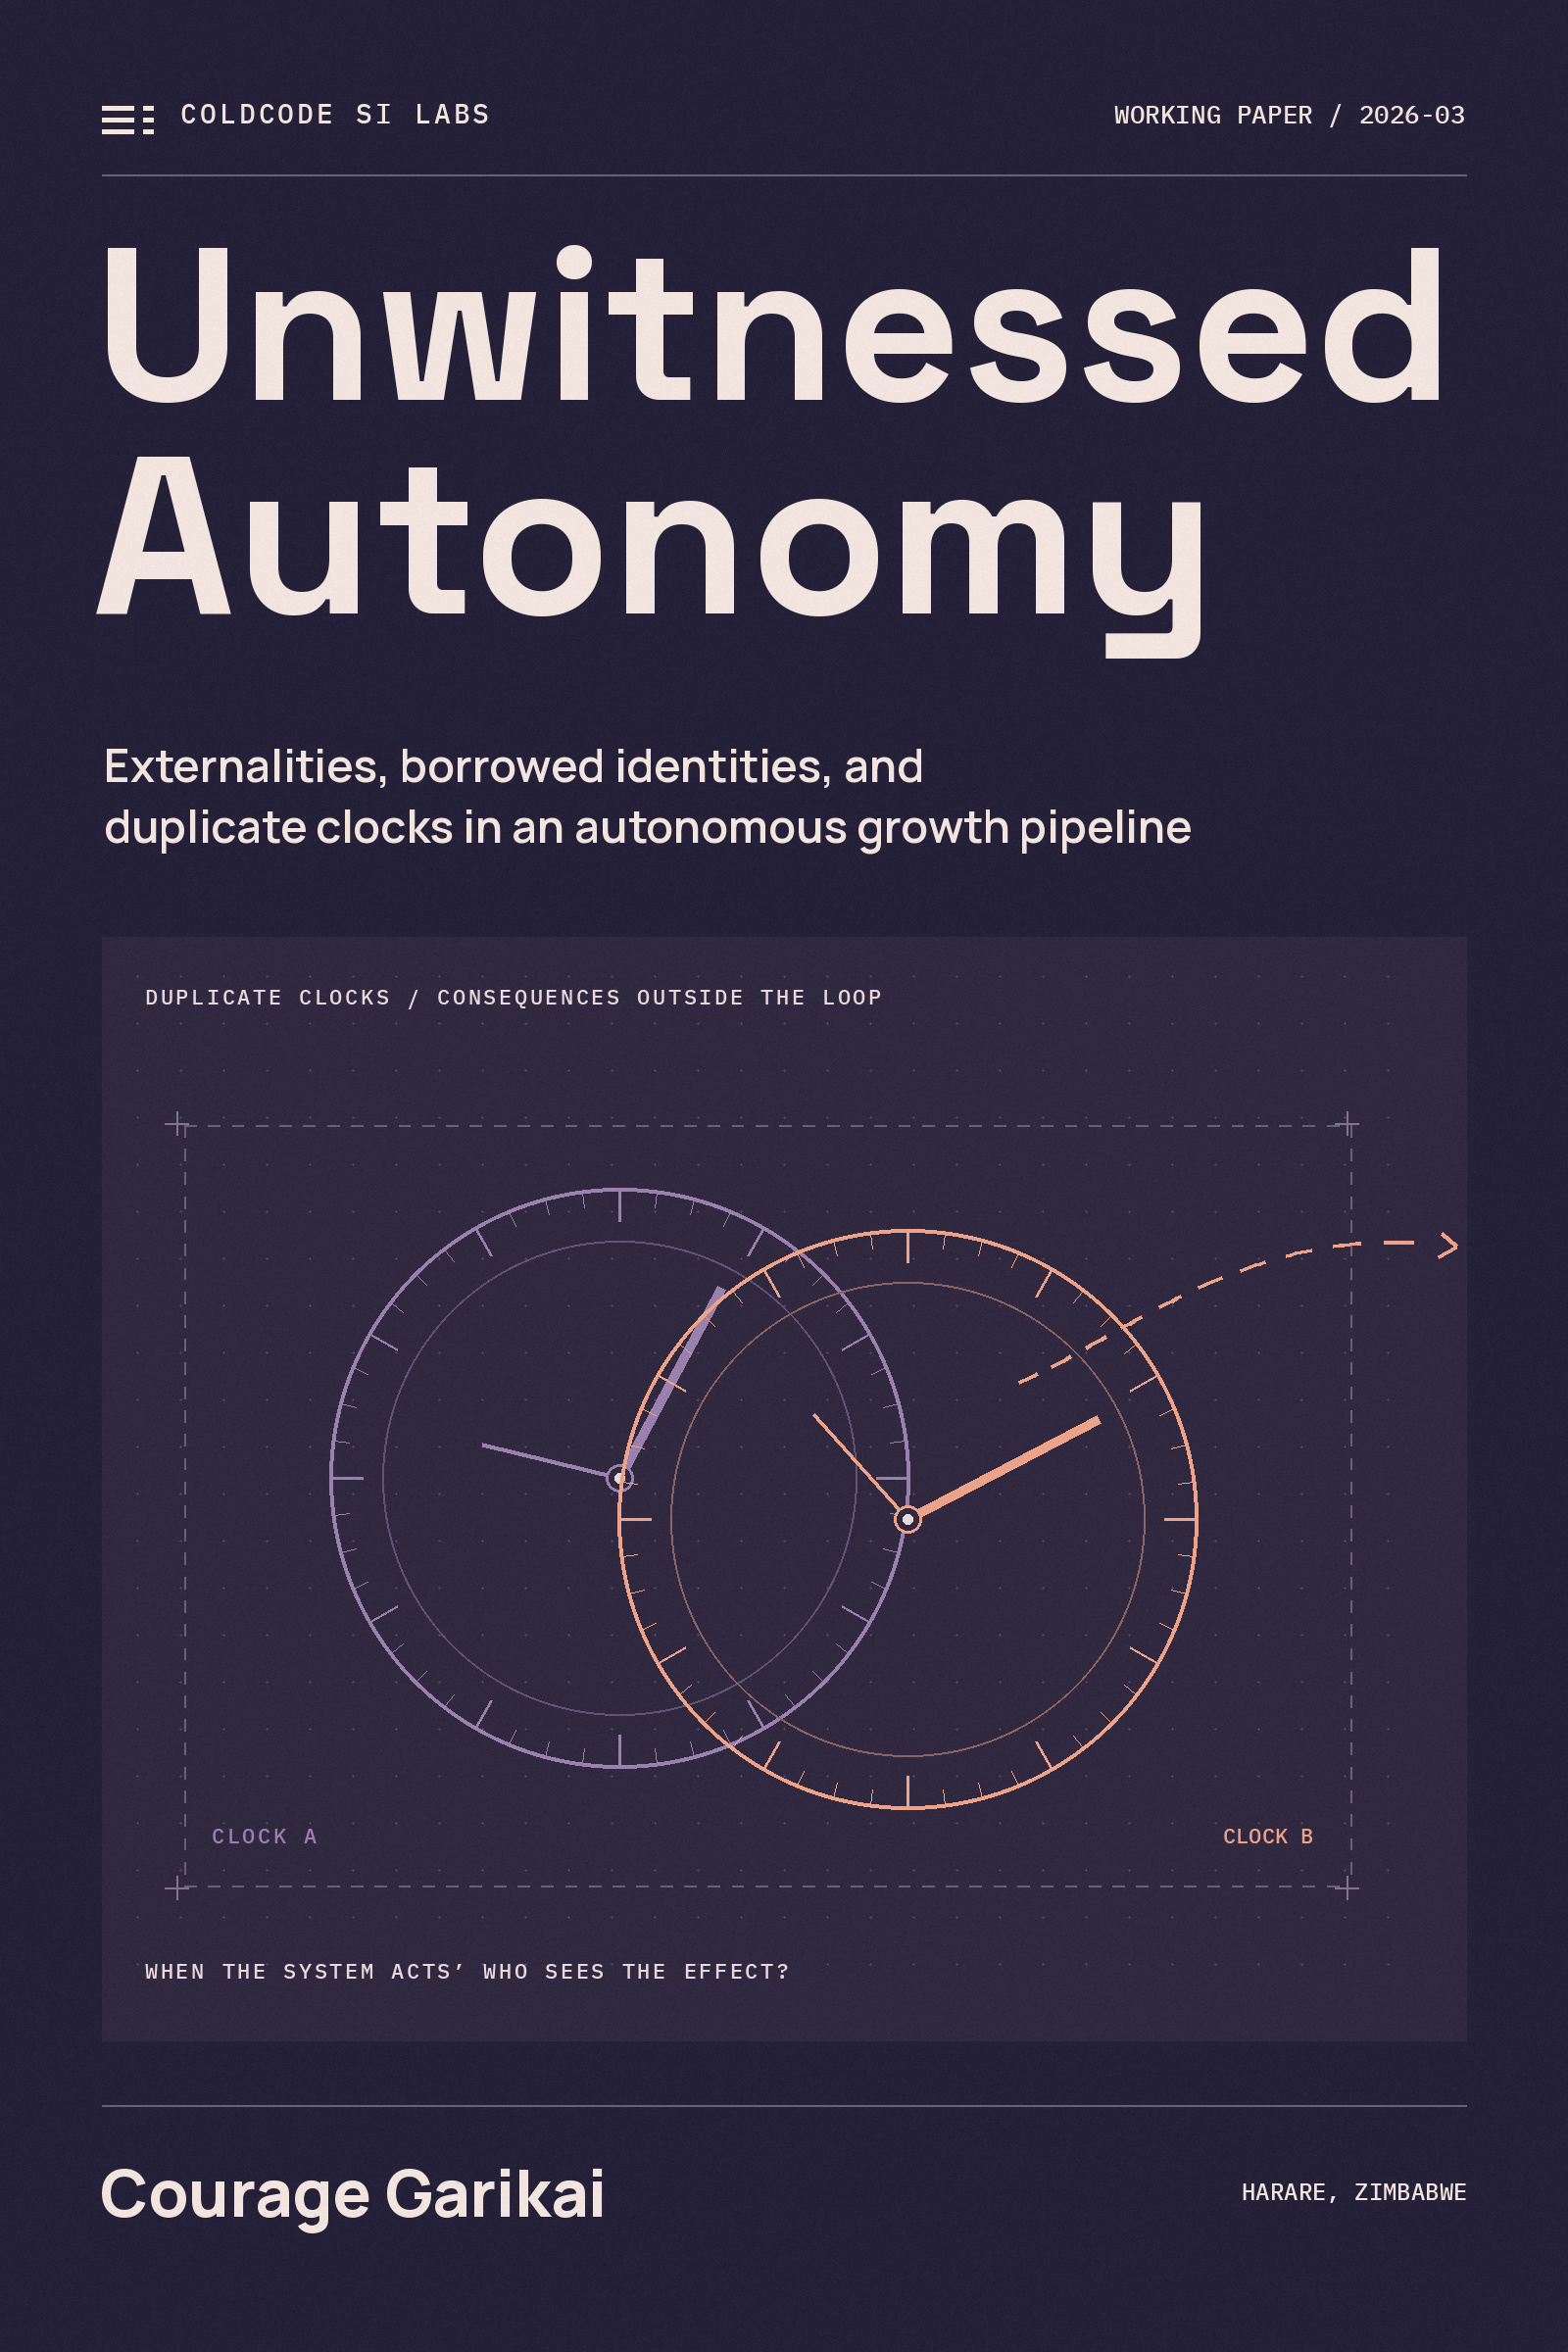 COLDCODE SI LABS
WORKING PAPER / 2026-03
Unwitnessed
Autonomy
Externalities, borrowed identities, and
duplicate clocks in an autonomous growth pipeline
DUPLICATE CLOCKS / CONSEQUENCES OUTSIDE THE LOOP
CLOCK A
CLOCK B
WHEN THE SYSTEM ACTS’ WHO SEES THE EFFECT?
Courage Garikai
HARARE, ZIMBABWE